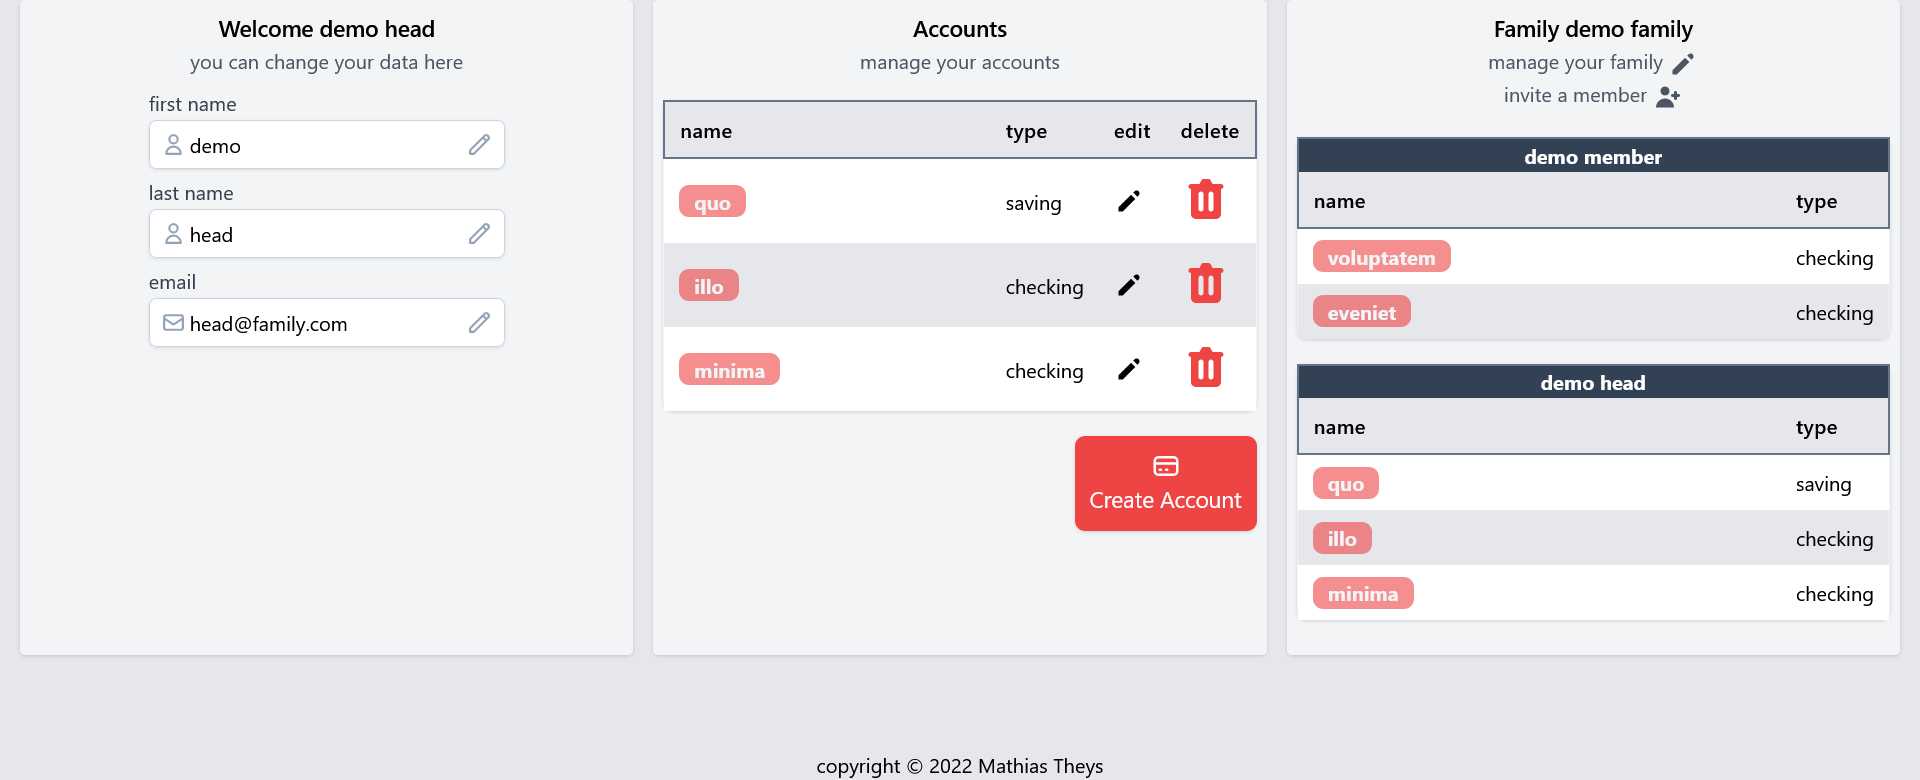 Welcome demo head
you can change your data here
first name
demo
last name
head
email
head@family.com
Accounts
manage your accounts
name type edit delete
quo saving
illo checking
minima checking
Create Account
Family demo family
manage your family
invite a member
demo member
name type
voluptatem checking
eveniet checking
demo head
name type
quo saving
illo checking
minima checking
copyright © 2022 Mathias Theys